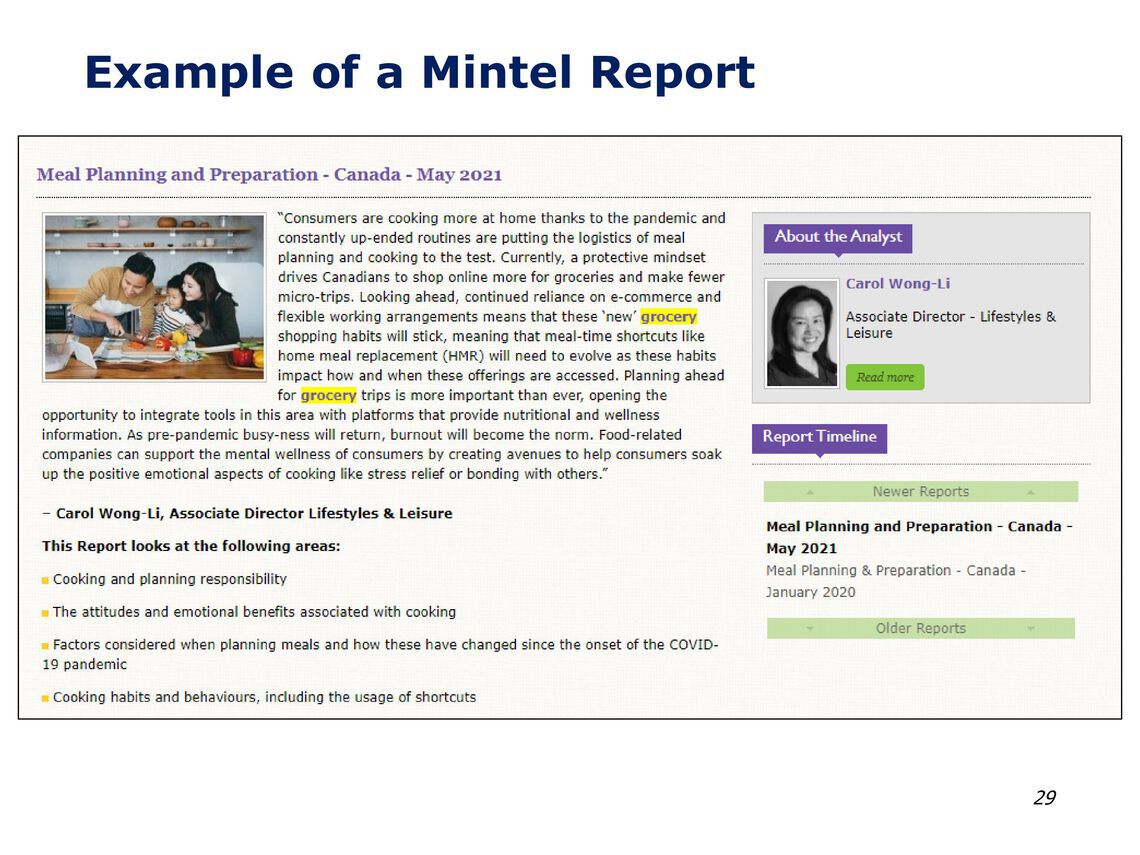 Example of a Mintel Report
Meal Planning and Preparation - Canada - May 2021
“Consumers are cooking more at home thanks to the pandemic and
constantly up-ended routines are putting the logistics of meal
planning and cooking to the test. Currently, a protective mindset
drives Canadians to shop online more for groceries and make fewer
micro-trips. Looking ahead, continued reliance on e-commerce and
flexible working arrangements means that these ‘new’ grocery
shopping habits will stick, meaning that meal-time shortcuts like
home meal replacement (HMR) will need to evolve as these habits
impact how and when these offerings are accessed. Planning ahead
for grocery trips is more important than ever, opening the
opportunity to integrate tools in this area with platforms that provide nutritional and wellness
information. As pre-pandemic busy-ness will return, burnout will become the norm. Food-related
companies can support the mental wellness of consumers by creating avenues to help consumers soak
up the positive emotional aspects of cooking like stress relief or bonding with others.”
– Carol Wong-Li, Associate Director Lifestyles & Leisure
This Report looks at the following areas:
Cooking and planning responsibility
The attitudes and emotional benefits associated with cooking
Factors considered when planning meals and how these have changed since the onset of the COVID-
19 pandemic
Cooking habits and behaviours, including the usage of shortcuts
About the Analyst
Carol Wong-Li
Associate Director - Lifestyles &
Leisure
Read more
Report Timeline
Newer Reports
Meal Planning and Preparation - Canada -
May 2021
Meal Planning & Preparation - Canada -
January 2020
Older Reports
29